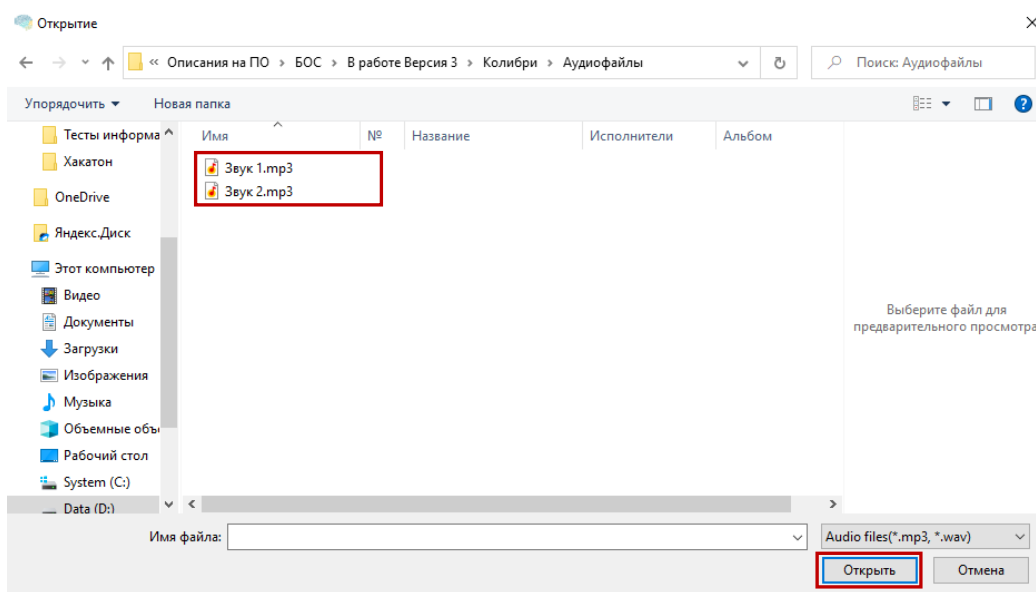 Открытие
« Описания на ПО › БОС › В работе Версия 3 › Колибри › Аудиофайлы
Поиск: Аудиофайлы
Упорядочить
Новая папка
Тесты информа
Имя
№
Название
Исполнители
Альбом
Хакатон
Звук 1.mp3
Звук 2.mp3
OneDrive
Яндекс.Диск
Этот компьютер
Видео
Документы
Загрузки
Изображения
Музыка
Объемные объ
Рабочий стол
System (C:)
Data (D:)
Выберите файл для
предварительного просмотра
Имя файла:
Audio files(*.mp3, *.wav)
Открыть
Отмена